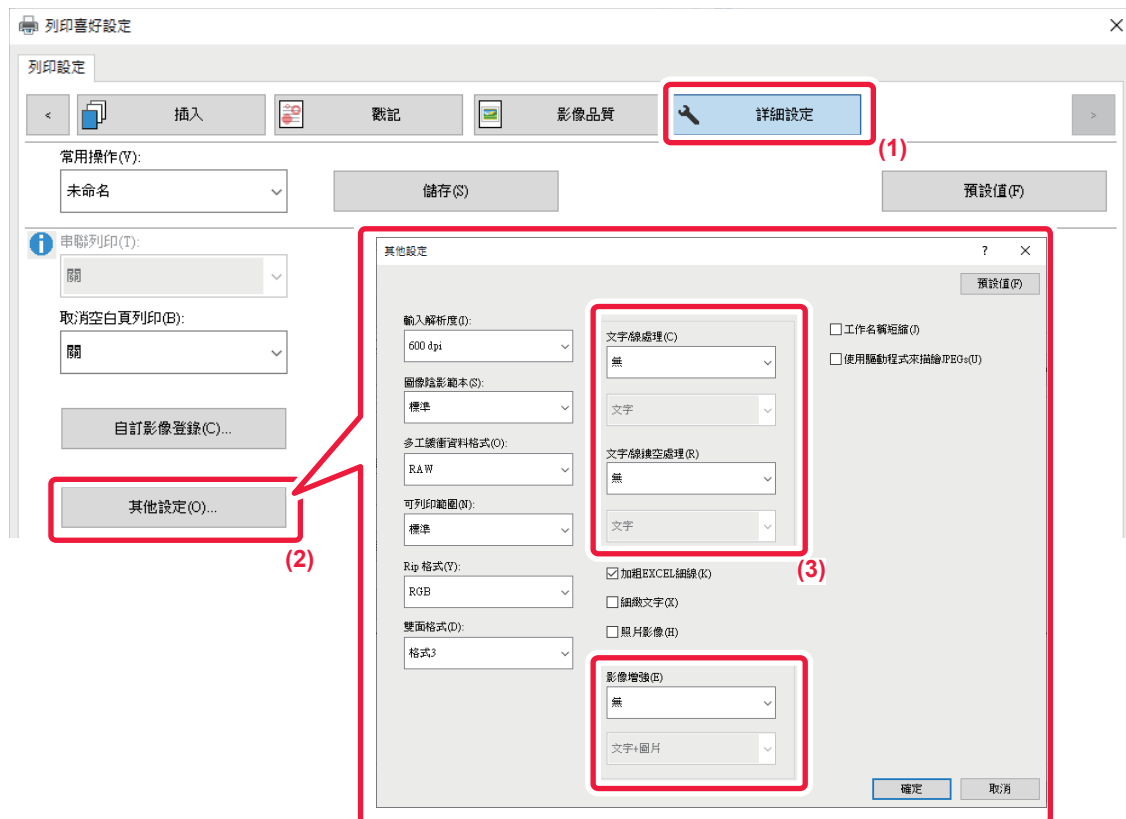 列印喜好設定
列印設定
<
插入
戳記
影像品質
詳細設定
>
(1)
常用操作(V):
未命名
儲存(S)
預設值(F)
串聯列印(T):
關
取消空白頁列印(B):
關
自訂影像登錄(C)...
其他設定(O)...
(2)
其他設定
?
預設值(F)
輸入解析度(I):
600 dpi
圖像陰影範本(S):
標準
多工緩衝資料格式(O):
RAW
可列印範圍(N):
標準
Rip 格式(Y):
RGB
雙面格式(D):
格式3
文字/線處理(C)
無
文字
文字/線縷空處理(R)
無
文字
(3)
加粗EXCEL細線(K)
細緻文字(X)
照片影像(H)
影像增強(E)
無
文字+圖片
工作名稱短縮(J)
使用驅動程式來描繪JPEGs(U)
確定
取消